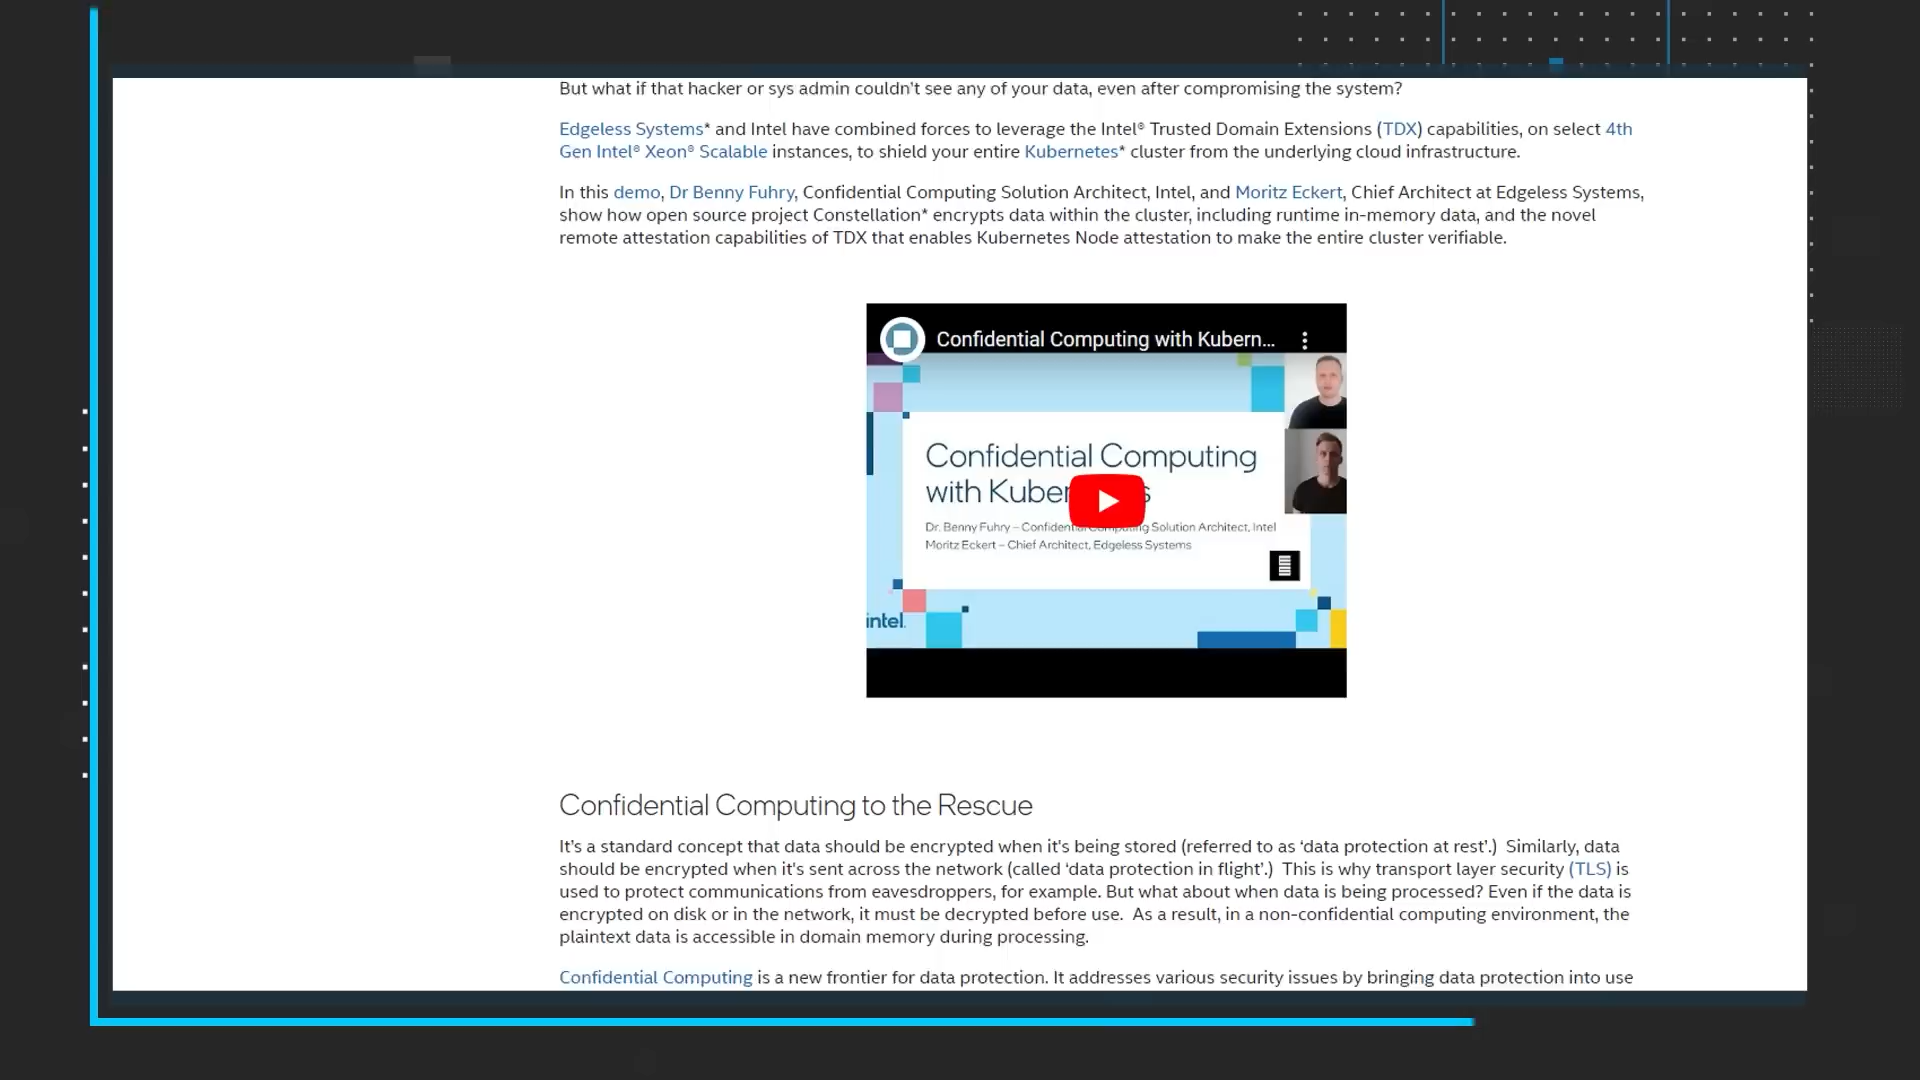 But what if that hacker or sys admin couldn't see any of your data, even after compromising the system?
Edgeless Systems* and Intel have combined forces to leverage the Intel® Trusted Domain Extensions (TDX) capabilities, on select 4th
Gen Intel® Xeon® Scalable instances, to shield your entire Kubernetes* cluster from the underlying cloud infrastructure.
In this demo, Dr Benny Fuhry, Confidential Computing Solution Architect, Intel, and Moritz Eckert, Chief Architect at Edgeless Systems,
show how open source project Constellation* encrypts data within the cluster, including runtime in-memory data, and the novel
remote attestation capabilities of TDX that enables Kubernetes Node attestation to make the entire cluster verifiable.
Confidential Computing with Kubern...
Confidential Computing
with Kuber s
Dr. Benny Fuhry – Confidential Computing Solution Architect, Intel
Moritz Eckert – Chief Architect, Edgeless Systems
intel.
Confidential Computing to the Rescue
It's a standard concept that data should be encrypted when it's being stored (referred to as ‘data protection at rest’.) Similarly, data
should be encrypted when it's sent across the network (called ‘data protection in flight’.) This is why transport layer security (TLS) is
used to protect communications from eavesdroppers, for example. But what about when data is being processed? Even if the data is
encrypted on disk or in the network, it must be decrypted before use. As a result, in a non-confidential computing environment, the
plaintext data is accessible in domain memory during processing.
Confidential Computing is a new frontier for data protection. It addresses various security issues by bringing data protection into use